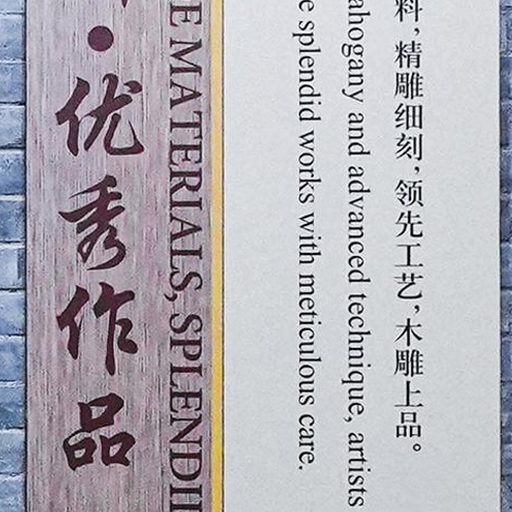 优秀作品
E MATERIALS, SPLENDI
料，精雕细刻，领先工艺，木雕上品。
ahogany and advanced technique, artists
e splendid works with meticulous care.